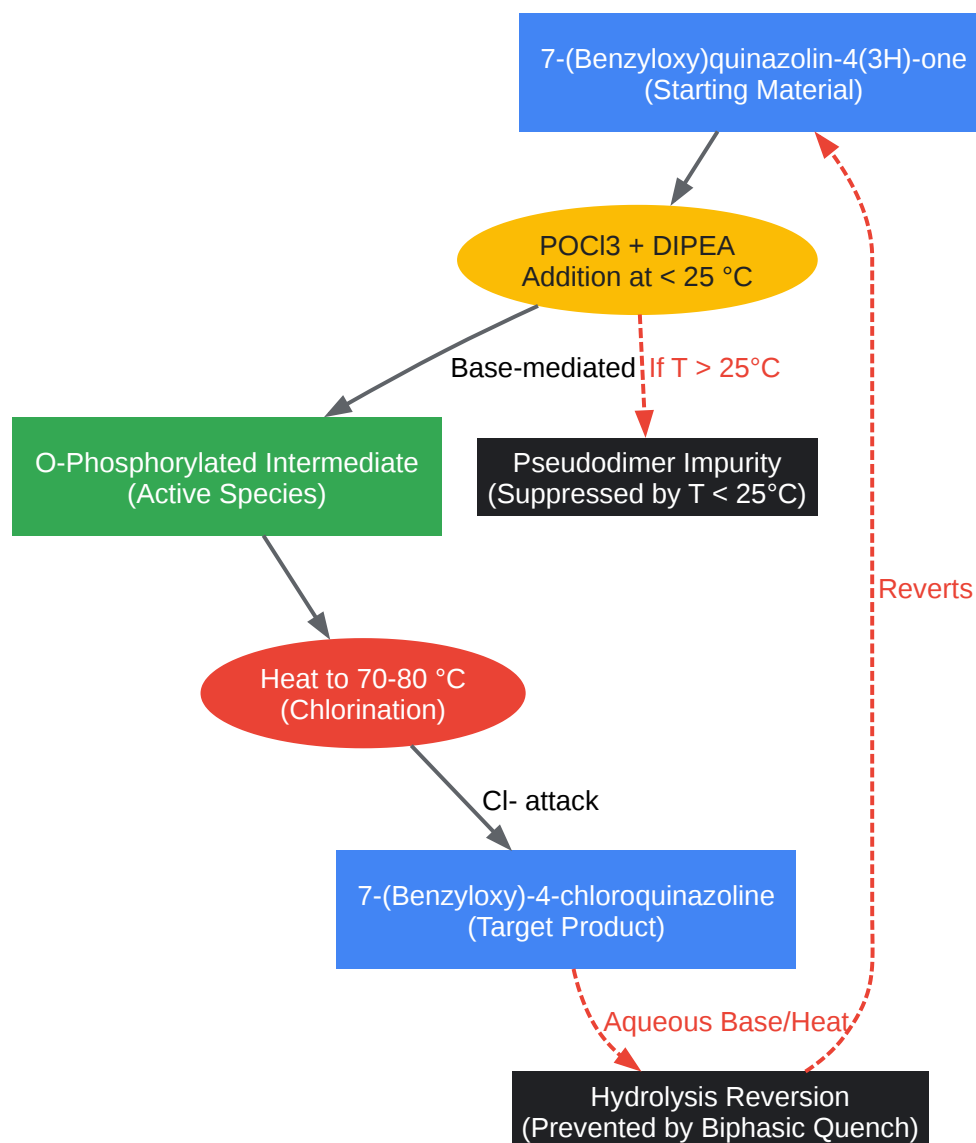 7-(Benzyloxy)quinazolin-4(3H)-one
(Starting Material)
POCl3 + DIPEA
Addition at < 25 °C
Base-mediated
If T > 25°C
O-Phosphorylated Intermediate
(Active Species)
Pseudodimer Impurity
(Suppressed by T < 25°C)
Reverts
Heat to 70-80 °C
(Chlorination)
Cl- attack
7-(Benzyloxy)-4-chloroquinazoline
(Target Product)
Aqueous Base/Heat
Hydrolysis Reversion
(Prevented by Biphasic Quench)